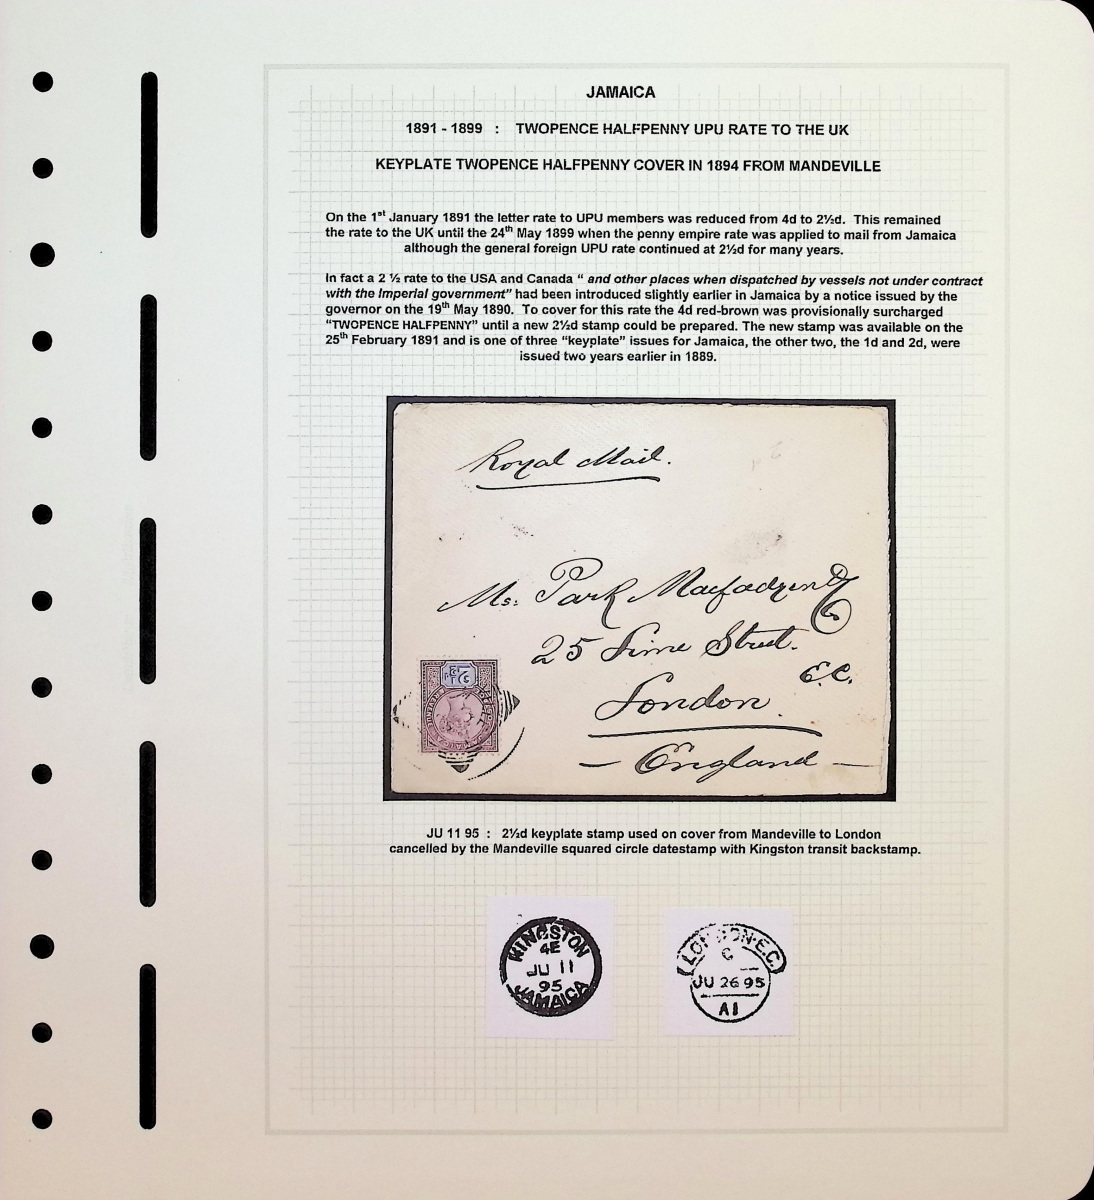 JAMAICA
1891 - 1899 : TWOPENCE HALFPENNY UPU RATE TO THE UK
KEYPLATE TWOPENCE HALFPENNY COVER IN 1894 FROM MANDEVILLE
On the 1st January 1891 the letter rate to UPU members was reduced from 4d to 2½d. This remained
the rate to the UK until the 24th May 1899 when the penny empire rate was applied to mail from Jamaica
although the general foreign UPU rate continued at 2½d for many years.
In fact a 2 ½ rate to the USA and Canada “ and other places when dispatched by vessels not under contract
with the Imperial government” had been introduced slightly earlier in Jamaica by a notice issued by the
governor on the 19th May 1890. To cover for this rate the 4d red-brown was provisionally surcharged
“TWOPENCE HALFPENNY” until a new 2½d stamp could be prepared. The new stamp was available on the
25th February 1891 and is one of three “keyplate” issues for Jamaica, the other two, the 1d and 2d, were
issued two years earlier in 1889.
Royal Mail.
Ms: Park Macfadzen & Co
25 Lime Street.
E.C.
London.
— England —
2½d
JU 11 95 : 2½d keyplate stamp used on cover from Mandeville to London
cancelled by the Mandeville squared circle datestamp with Kingston transit backstamp.
KINGSTON
4E
JU 11
95
JAMAICA
LONDON·E.C.
C
JU 26 95
A1